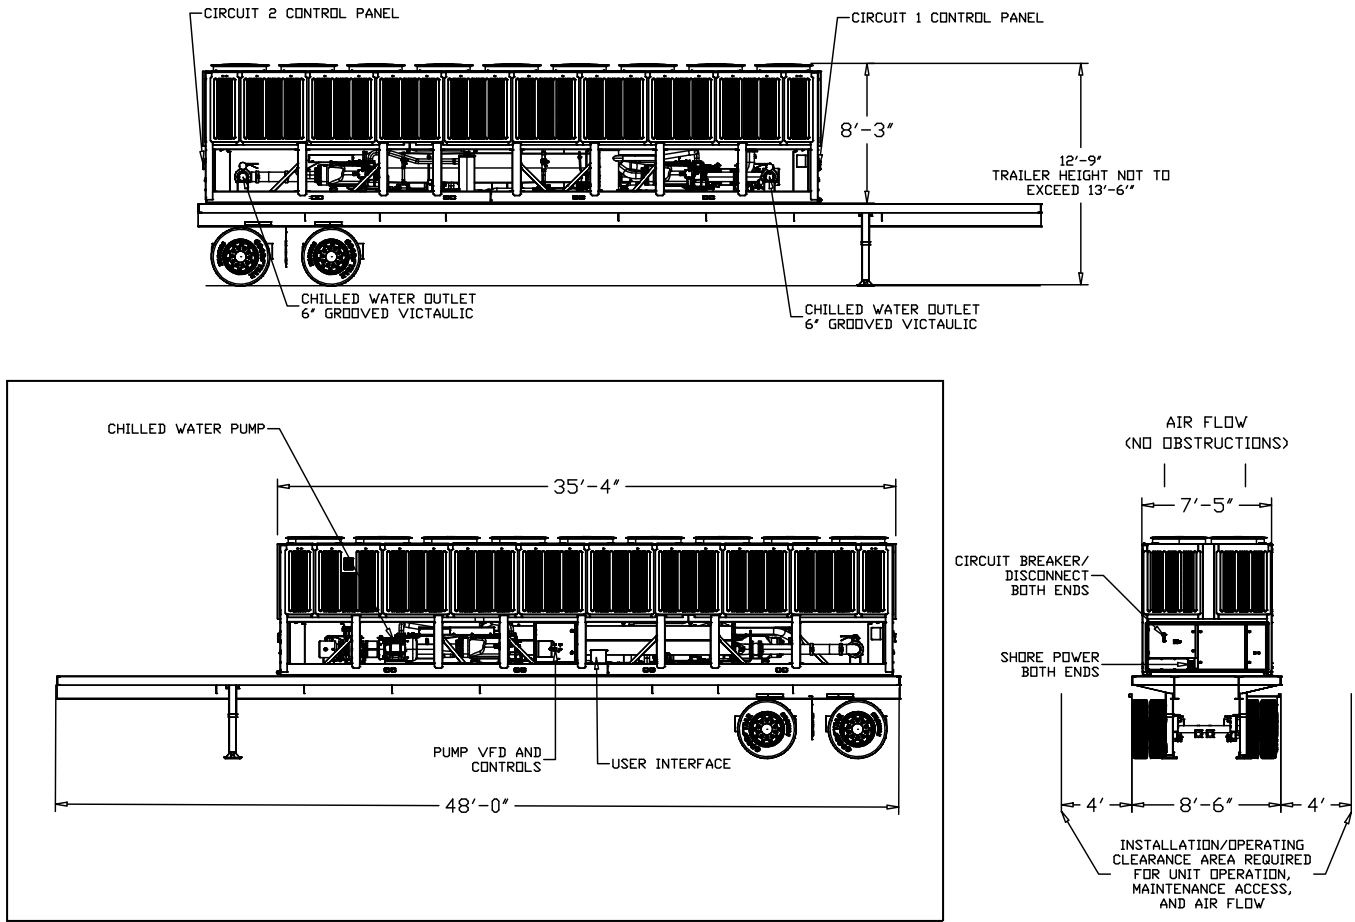 CIRCUIT 2 CONTROL PANEL
CIRCUIT 1 CONTROL PANEL
8'-3"
12'-9"
TRAILER HEIGHT NOT TO
EXCEED 13'-6'"
CHILLED WATER OUTLET
6" GROOVED VICTAULIC
CHILLED WATER OUTLET
6" GROOVED VICTAULIC
CHILLED WATER PUMP
35'-4"
PUMP VFD AND
CONTROLS
USER INTERFACE
48'-0"
AIR FLOW
(NO OBSTRUCTIONS)
7'-5"
CIRCUIT BREAKER/
DISCONNECT
BOTH ENDS
SHORE POWER
BOTH ENDS
4'
8'-6"
4'
INSTALLATION/OPERATING
CLEARANCE AREA REQUIRED
FOR UNIT OPERATION,
MAINTENANCE ACCESS,
AND AIR FLOW